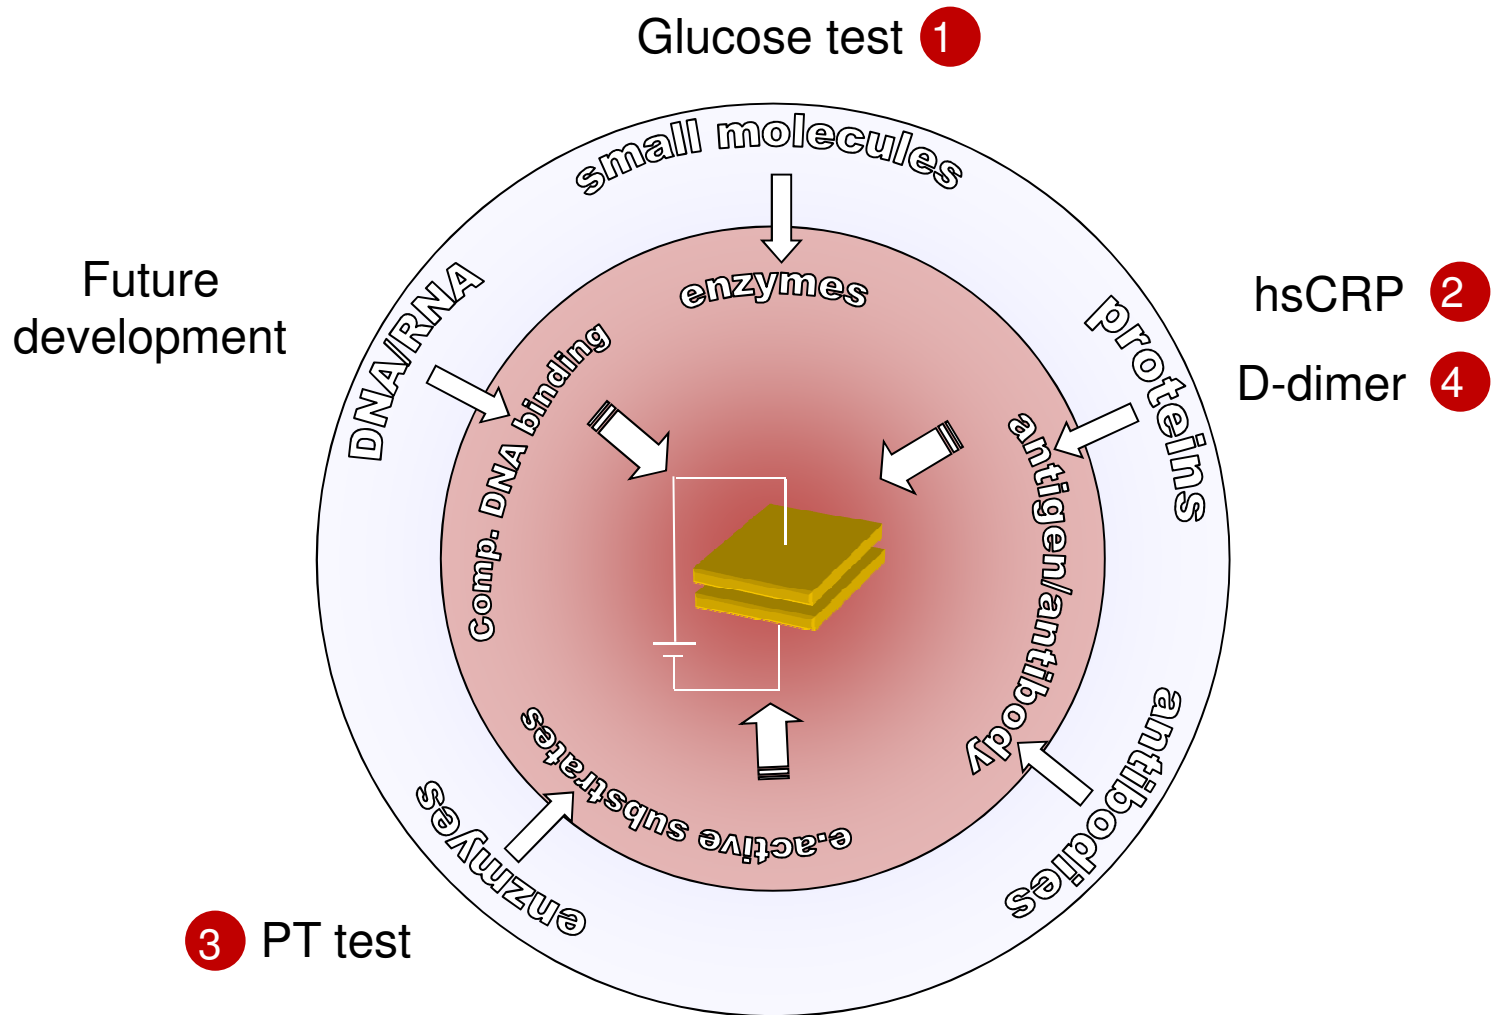 Glucose test 1
small molecules
enzymes
Future
development
DNA/RNA
Comp. DNA binding
hsCRP 2
D-dimer 4
proteins
antigen/antibody
antibodies
e.active substrates
enzmyes
3 PT test